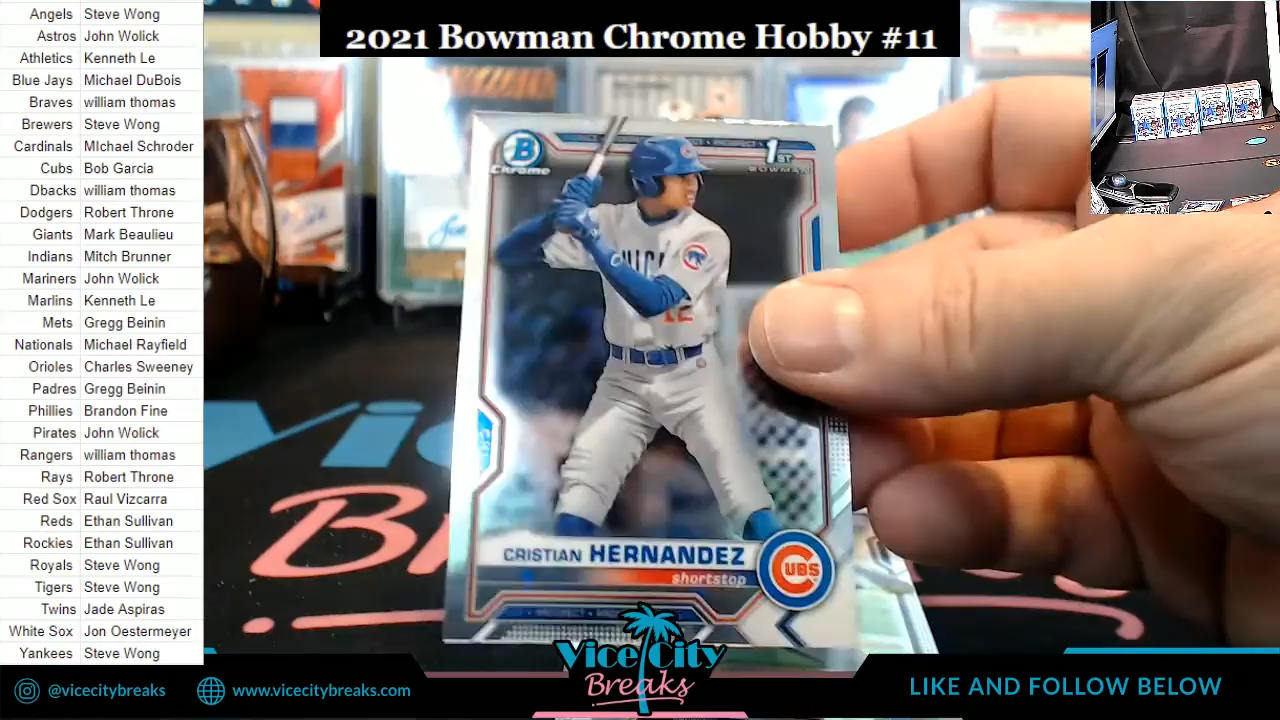 2021 Bowman Chrome Hobby #11
Angels Steve Wong
Astros John Wolick
Athletics Kenneth Le
Blue Jays Michael DuBois
Braves william thomas
Brewers Steve Wong
Cardinals MIchael Schroder
Cubs Bob Garcia
Dbacks william thomas
Dodgers Robert Throne
Giants Mark Beaulieu
Indians Mitch Brunner
Mariners John Wolick
Marlins Kenneth Le
Mets Gregg Beinin
Nationals Michael Rayfield
Orioles Charles Sweeney
Padres Gregg Beinin
Phillies Brandon Fine
Pirates John Wolick
Rangers william thomas
Rays Robert Throne
Red Sox Raul Vizcarra
Reds Ethan Sullivan
Rockies Ethan Sullivan
Royals Steve Wong
Tigers Steve Wong
Twins Jade Aspiras
White Sox Jon Oestermeyer
Yankees Steve Wong
B
Chrome
1ST
BOWMAN
12
CRISTIAN HERNANDEZ
shortstop
CUBS
Vice City
Breaks
@vicecitybreaks
www.vicecitybreaks.com
LIKE AND FOLLOW BELOW